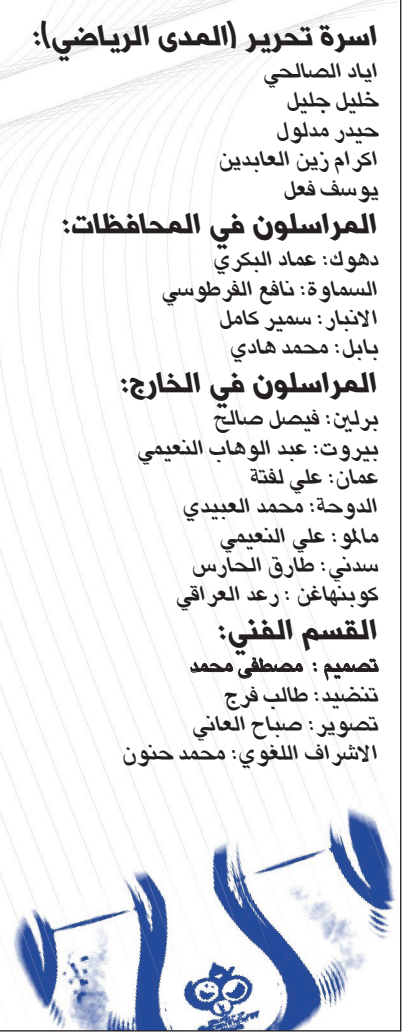 اسرة تحرير (المدى الرياضي):
اياد الصالحي
خليل جليل
حيدر مدلول
اكرام زين العابدين
يوسف فعل
المراسلون في المحافظات:
دهوك: عماد البكري
السماوة: نافع الفرطوسي
الانبار: سمير كامل
بابل: محمد هادي
المراسلون في الخارج:
برلين: فيصل صالح
بيروت: عبد الوهاب النعيمي
عمان: علي لفتة
الدوحة: محمد العبيدي
مالمو: علي النعيمي
سدني: طارق الحارس
كوبنهاغن : رعد العراقي
القسم الفني:
تصميم : مصطفى محمد
تنضيد: طالب فرج
تصوير: صباح العاني
الاشراف اللغوي: محمد حنون